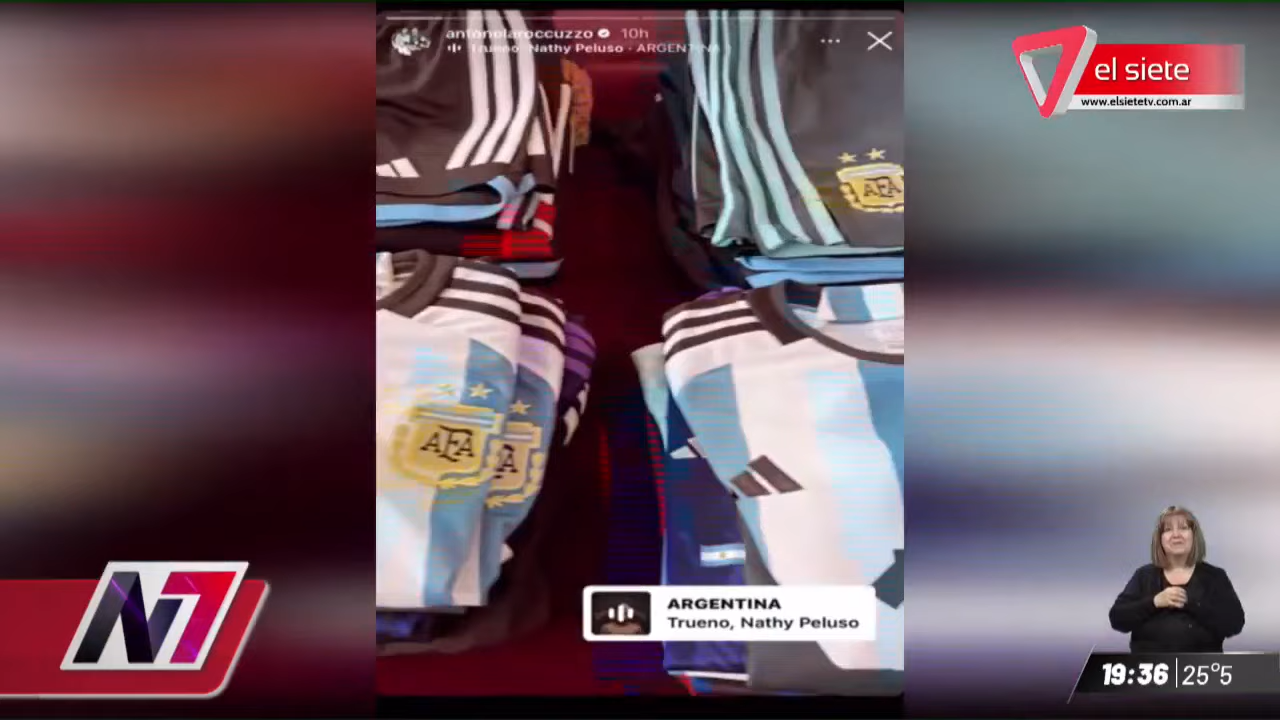 antonelaroccuzzo 10h
Trueno, Nathy Peluso · ARGENTINA
el siete
www.elsietetv.com.ar
AFA
AFA
AFA
N7
ARGENTINA
Trueno, Nathy Peluso
19:36 25°5